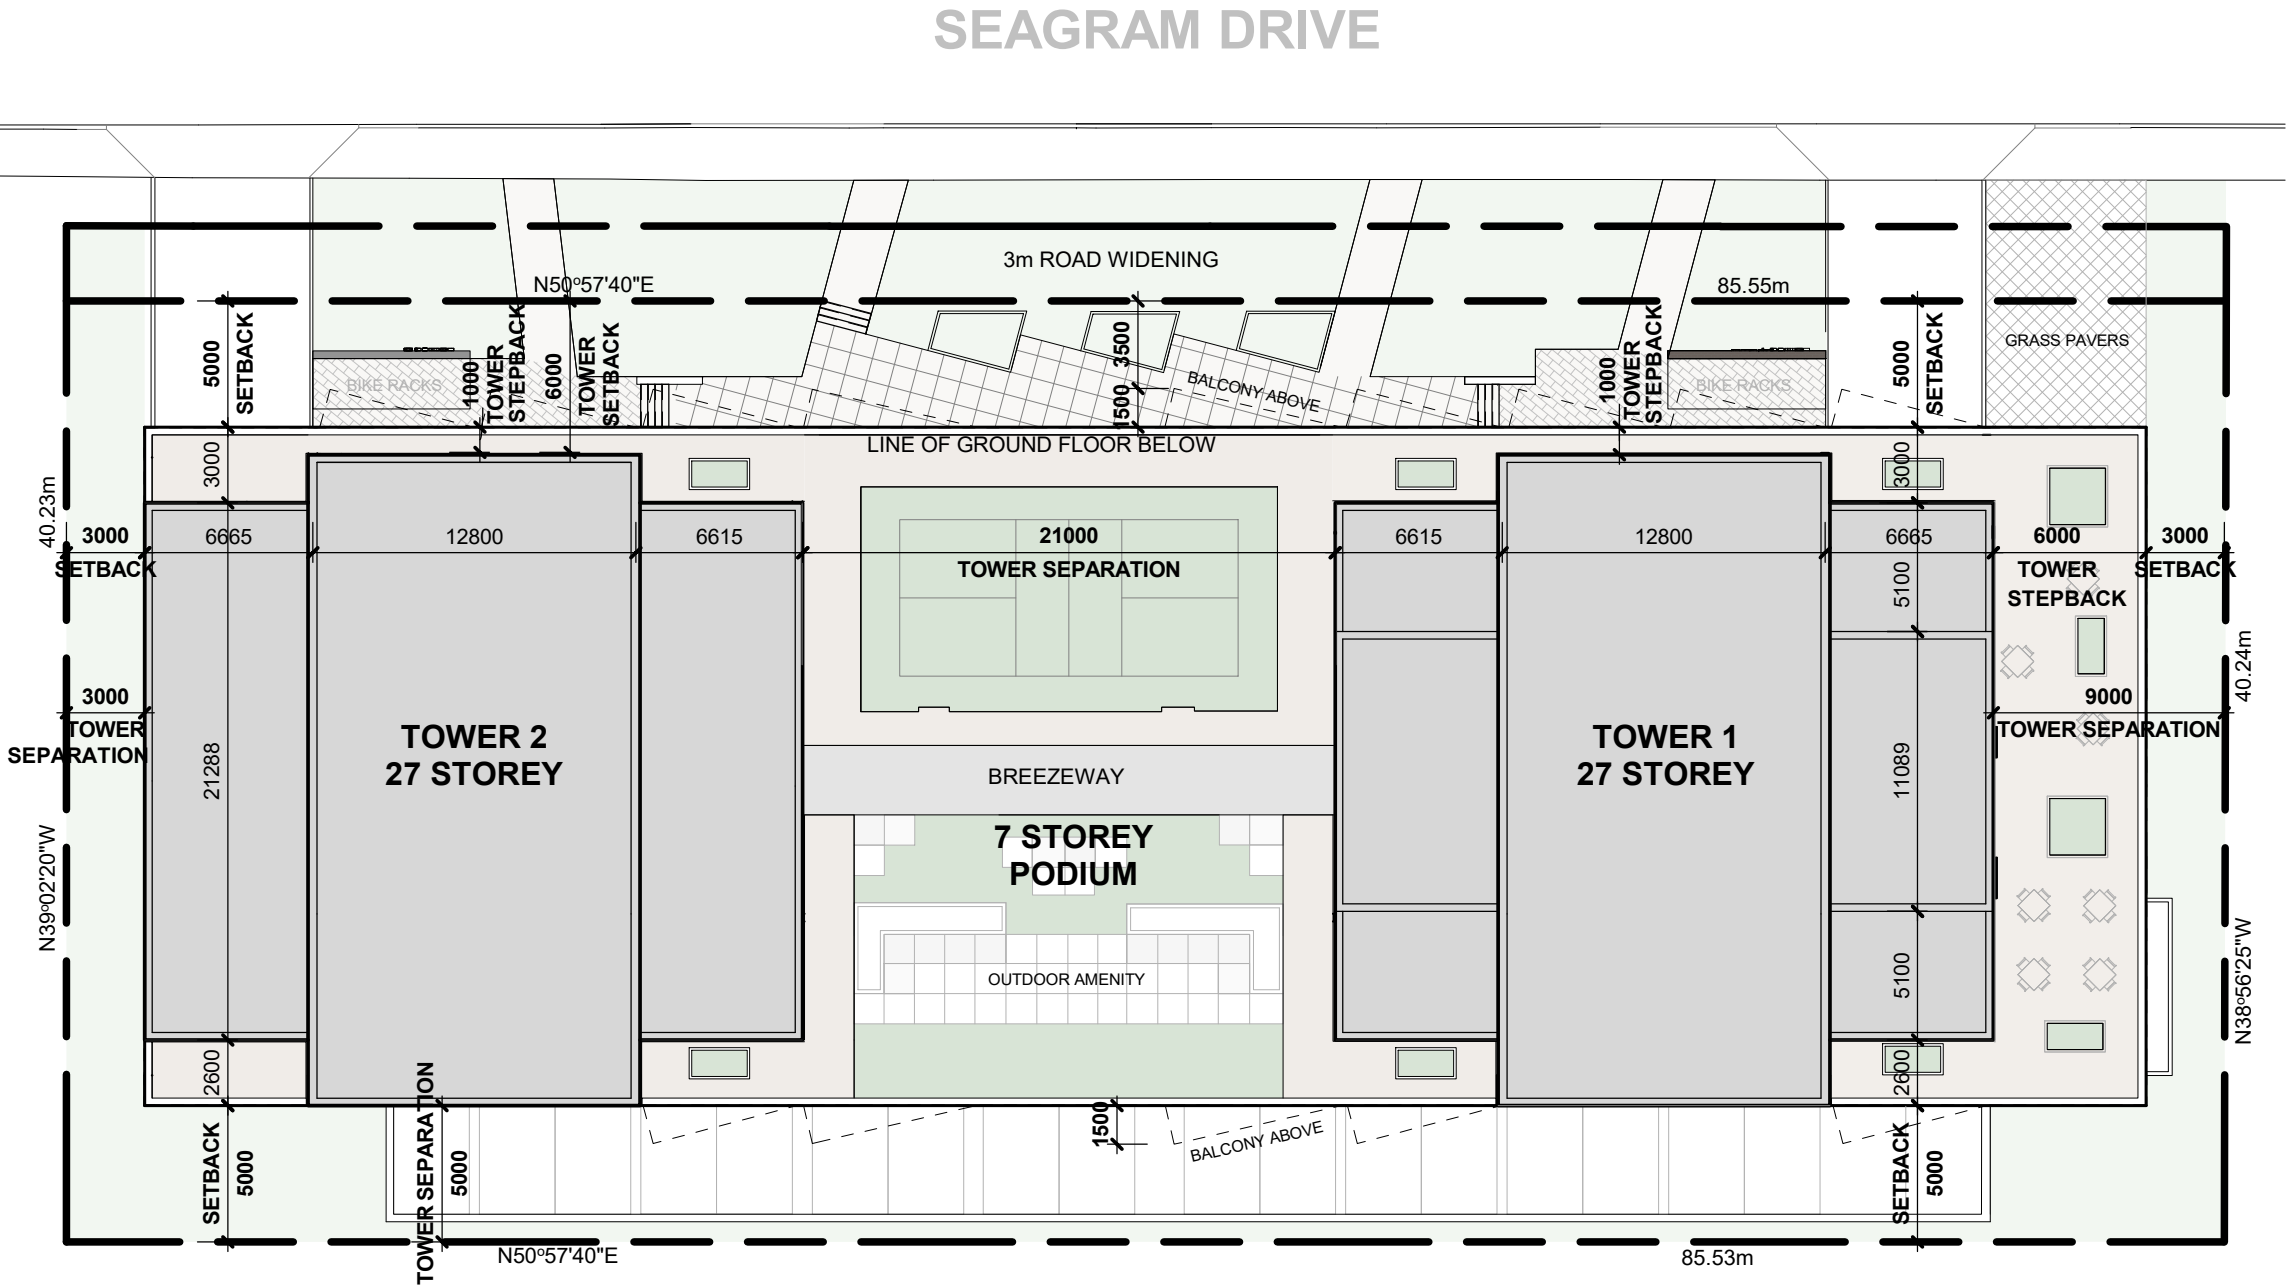 SEAGRAM DRIVE
3m ROAD WIDENING
N50º57'40"E
85.55m
5000
SETBACK
1000
TOWER
STEPBACK
6000
TOWER
SETBACK
3500
1500
BALCONY ABOVE
1000
TOWER
STEPBACK
5000
SETBACK
GRASS PAVERS
BIKE RACKS
BIKE RACKS
LINE OF GROUND FLOOR BELOW
3000
3000
40.23m
3000
SETBACK
6665
12800
6615
21000
TOWER SEPARATION
6615
12800
6665
6000
TOWER
STEPBACK
3000
SETBACK
5100
40.24m
3000
TOWER
SEPARATION
9000
TOWER SEPARATION
21288
TOWER 2
27 STOREY
TOWER 1
27 STOREY
11089
BREEZEWAY
7 STOREY
PODIUM
OUTDOOR AMENITY
5100
N39º02'20"W
N38º56'25"W
2600
2600
SETBACK
5000
TOWER SEPARATION
5000
1500
BALCONY ABOVE
SETBACK
5000
N50º57'40"E
85.53m